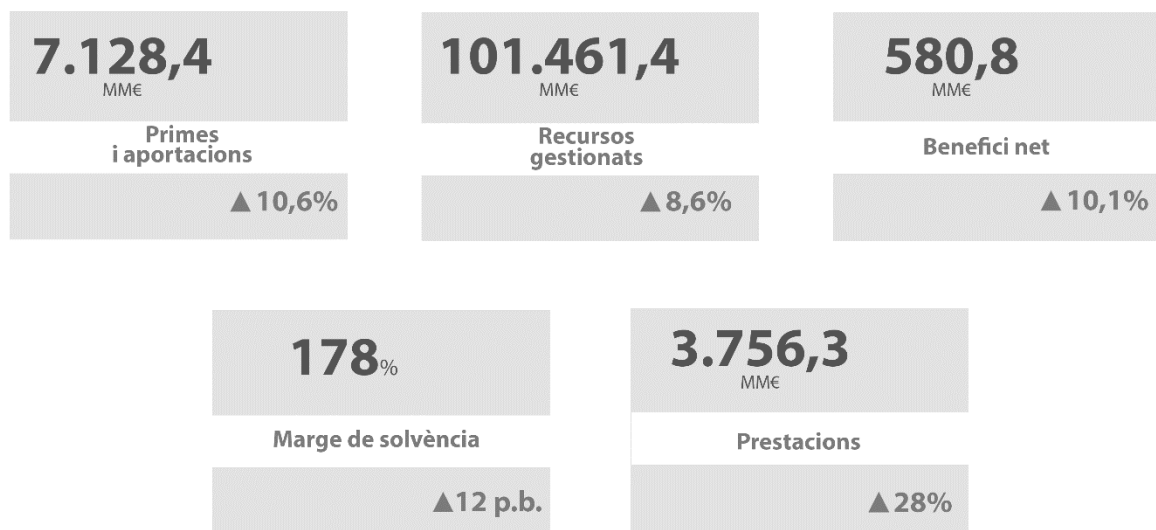 7.128,4
MM€
Primes
i aportacions
▲ 10,6%
101.461,4
MM€
Recursos
gestionats
▲ 8,6%
580,8
MM€
Benefici net
▲ 10,1%
178%
Marge de solvència
▲12 p.b.
3.756,3
MM€
Prestacions
▲ 28%